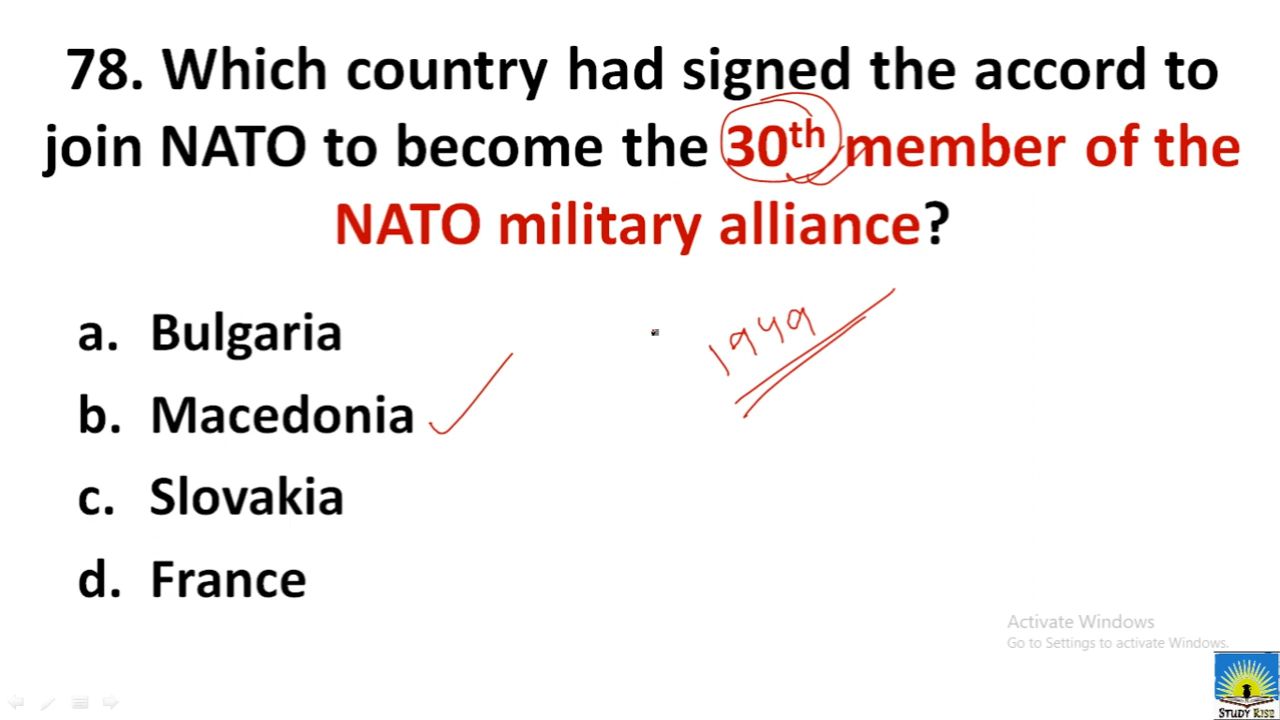 78. Which country had signed the accord to
join NATO to become the 30th member of the
NATO military alliance?
a. Bulgaria
b. Macedonia
c. Slovakia
d. France
1949
Activate Windows
Go to Settings to activate Windows.
STUDY RISE